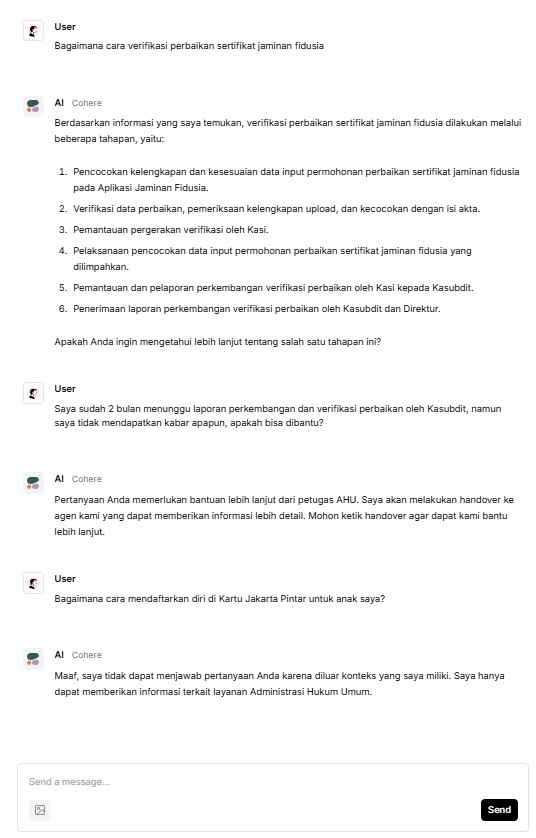 User
Bagaimana cara verifikasi perbaikan sertifikat jaminan fidusia
AI Cohere
Berdasarkan informasi yang saya temukan, verifikasi perbaikan sertifikat jaminan fidusia dilakukan melalui
beberapa tahapan, yaitu:
1. Pencocokan kelengkapan dan kesesuaian data input permohonan perbaikan sertifikat jaminan fidusia
pada Aplikasi Jaminan Fidusia.
2. Verifikasi data perbaikan, pemeriksaan kelengkapan upload, dan kecocokan dengan isi akta.
3. Pemantauan pergerakan verifikasi oleh Kasi.
4. Pelaksanaan pencocokan data input permohonan perbaikan sertifikat jaminan fidusia yang
dilimpahkan.
5. Pemantauan dan pelaporan perkembangan verifikasi perbaikan oleh Kasi kepada Kasubdit.
6. Penerimaan laporan perkembangan verifikasi perbaikan oleh Kasubdit dan Direktur.
Apakah Anda ingin mengetahui lebih lanjut tentang salah satu tahapan ini?
User
Saya sudah 2 bulan menunggu laporan perkembangan dan verifikasi perbaikan oleh Kasubdit, namun
saya tidak mendapatkan kabar apapun, apakah bisa dibantu?
AI Cohere
Pertanyaan Anda memerlukan bantuan lebih lanjut dari petugas AHU. Saya akan melakukan handover ke
agen kami yang dapat memberikan informasi lebih detail. Mohon ketik handover agar dapat kami bantu
lebih lanjut.
User
Bagaimana cara mendaftarkan diri di Kartu Jakarta Pintar untuk anak saya?
AI Cohere
Maaf, saya tidak dapat menjawab pertanyaan Anda karena diluar konteks yang saya miliki. Saya hanya
dapat memberikan informasi terkait layanan Administrasi Hukum Umum.
Send a message...
Send